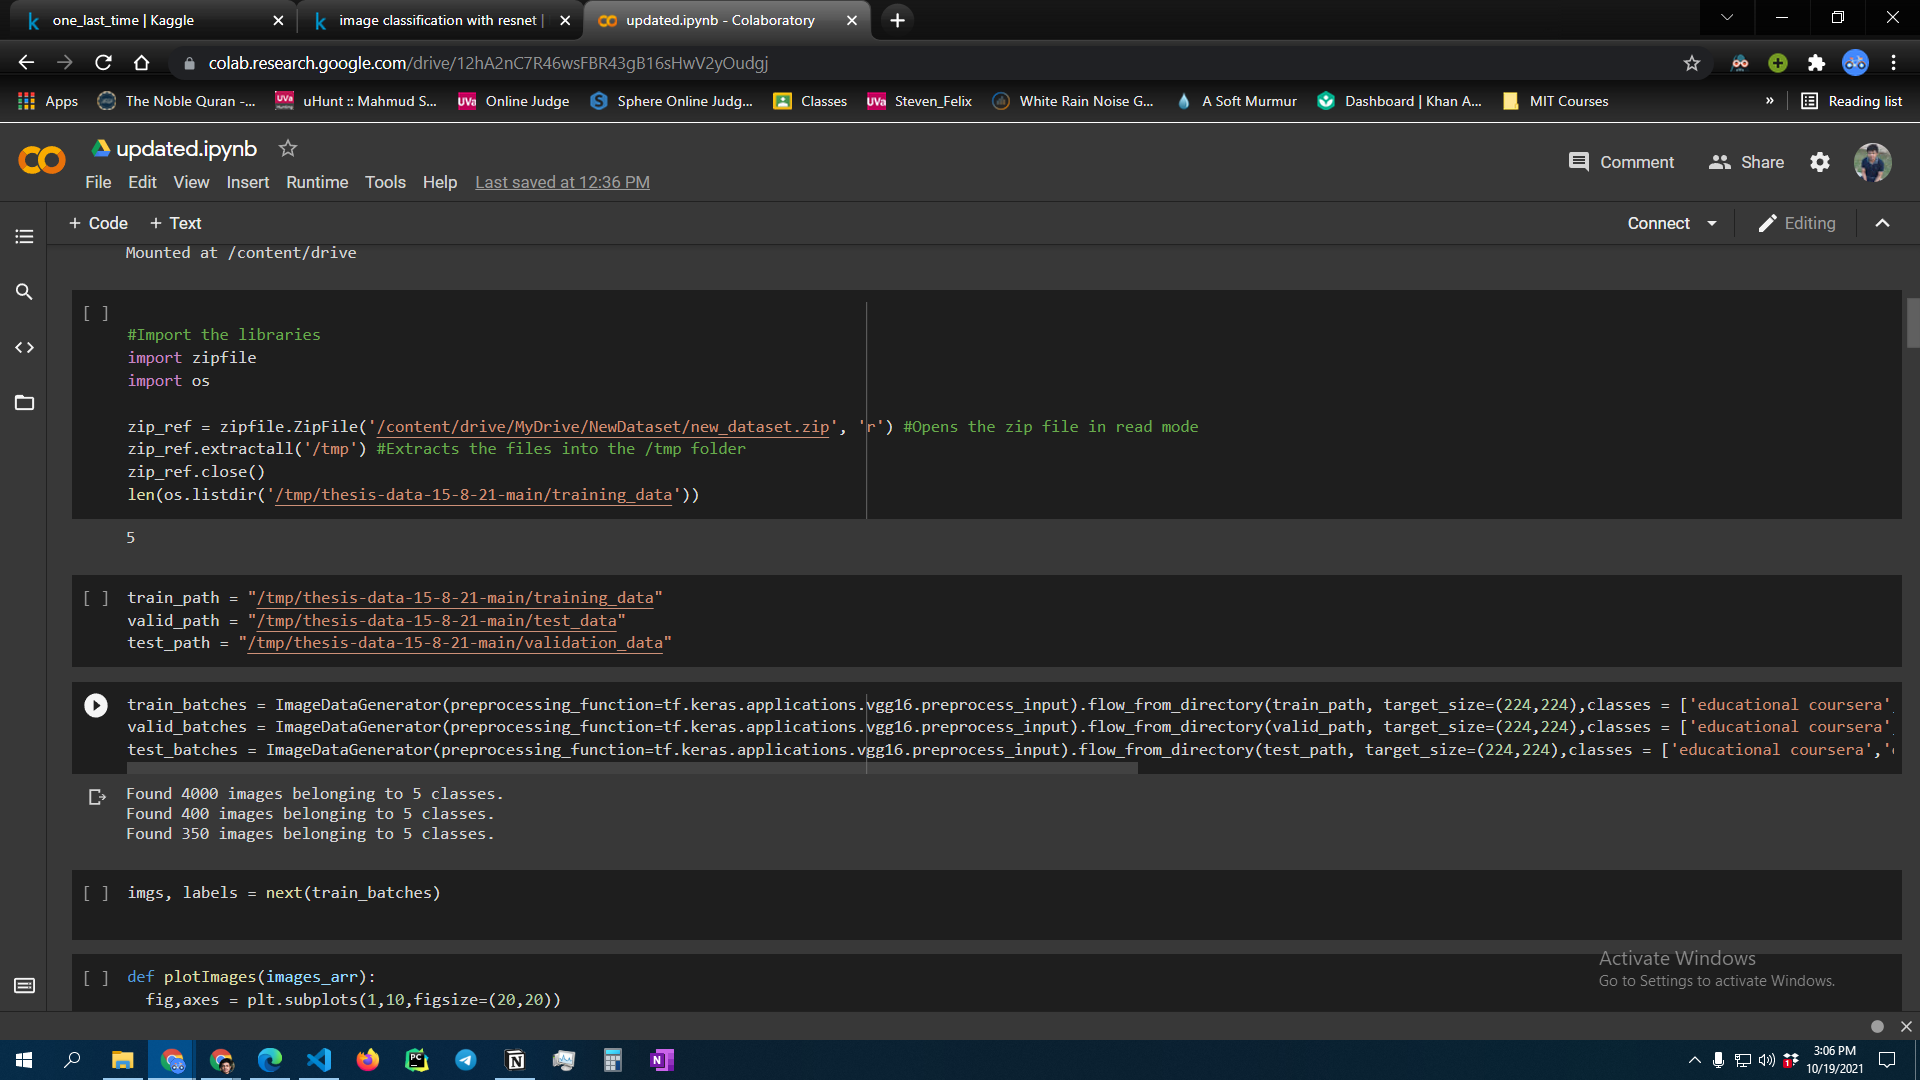 one_last_time | Kaggle
image classification with resnet |
updated.ipynb - Colaboratory
colab.research.google.com/drive/12hA2nC7R46wsFBR43gB16sHwV2yOudgj
Apps
The Noble Quran -...
uHunt :: Mahmud S...
Online Judge
Sphere Online Judg...
Classes
Steven_Felix
White Rain Noise G...
A Soft Murmur
Dashboard | Khan A...
MIT Courses
»
Reading list
updated.ipynb
Comment
Share
File Edit View Insert Runtime Tools Help Last saved at 12:36 PM
+ Code + Text
Connect
Editing
Mounted at /content/drive
[ ]
#Import the libraries
import zipfile
import os
zip_ref = zipfile.ZipFile('/content/drive/MyDrive/NewDataset/new_dataset.zip', 'r') #Opens the zip file in read mode
zip_ref.extractall('/tmp') #Extracts the files into the /tmp folder
zip_ref.close()
len(os.listdir('/tmp/thesis-data-15-8-21-main/training_data'))
5
[ ] train_path = "/tmp/thesis-data-15-8-21-main/training_data"
valid_path = "/tmp/thesis-data-15-8-21-main/test_data"
test_path = "/tmp/thesis-data-15-8-21-main/validation_data"
train_batches = ImageDataGenerator(preprocessing_function=tf.keras.applications.vgg16.preprocess_input).flow_from_directory(train_path, target_size=(224,224),classes = ['educational coursera',
valid_batches = ImageDataGenerator(preprocessing_function=tf.keras.applications.vgg16.preprocess_input).flow_from_directory(valid_path, target_size=(224,224),classes = ['educational coursera',
test_batches = ImageDataGenerator(preprocessing_function=tf.keras.applications.vgg16.preprocess_input).flow_from_directory(test_path, target_size=(224,224),classes = ['educational coursera','
Found 4000 images belonging to 5 classes.
Found 400 images belonging to 5 classes.
Found 350 images belonging to 5 classes.
[ ] imgs, labels = next(train_batches)
[ ] def plotImages(images_arr):
fig,axes = plt.subplots(1,10,figsize=(20,20))
Activate Windows
Go to Settings to activate Windows.
3:06 PM
10/19/2021